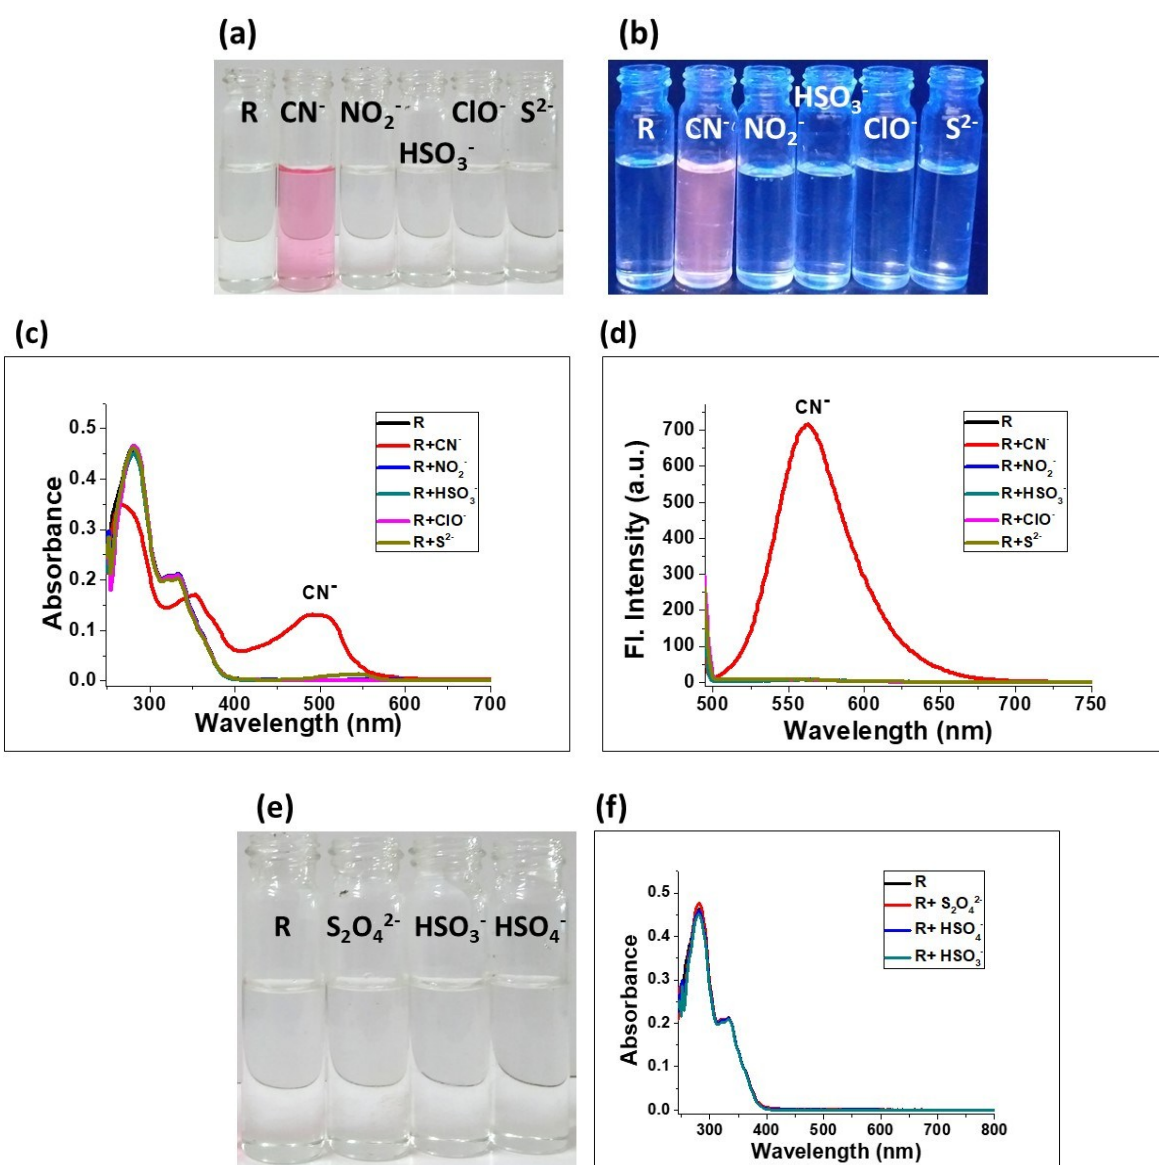 (a)
R CN⁻ NO₂⁻ ClO⁻ S²⁻
HSO₃⁻
(b)
HSO₃⁻
R CN⁻ NO₂⁻ ClO⁻ S²⁻
(c)
Absorbance
0.5
0.4
0.3
0.2
0.1
0.0
300 400 500 600 700
Wavelength (nm)
CN⁻
R
R+CN⁻
R+NO₂⁻
R+HSO₃⁻
R+ClO⁻
R+S²⁻
(d)
Fl. Intensity (a.u.)
700
600
500
400
300
200
100
0
500 550 600 650 700 750
Wavelength (nm)
CN⁻
R
R+CN⁻
R+NO₂⁻
R+HSO₃⁻
R+ClO⁻
R+S²⁻
(e)
R S₂O₄²⁻ HSO₃⁻ HSO₄⁻
(f)
Absorbance
0.5
0.4
0.3
0.2
0.1
0.0
300 400 500 600 700 800
Wavelength (nm)
R
R+ S₂O₄²⁻
R+ HSO₄⁻
R+ HSO₃⁻